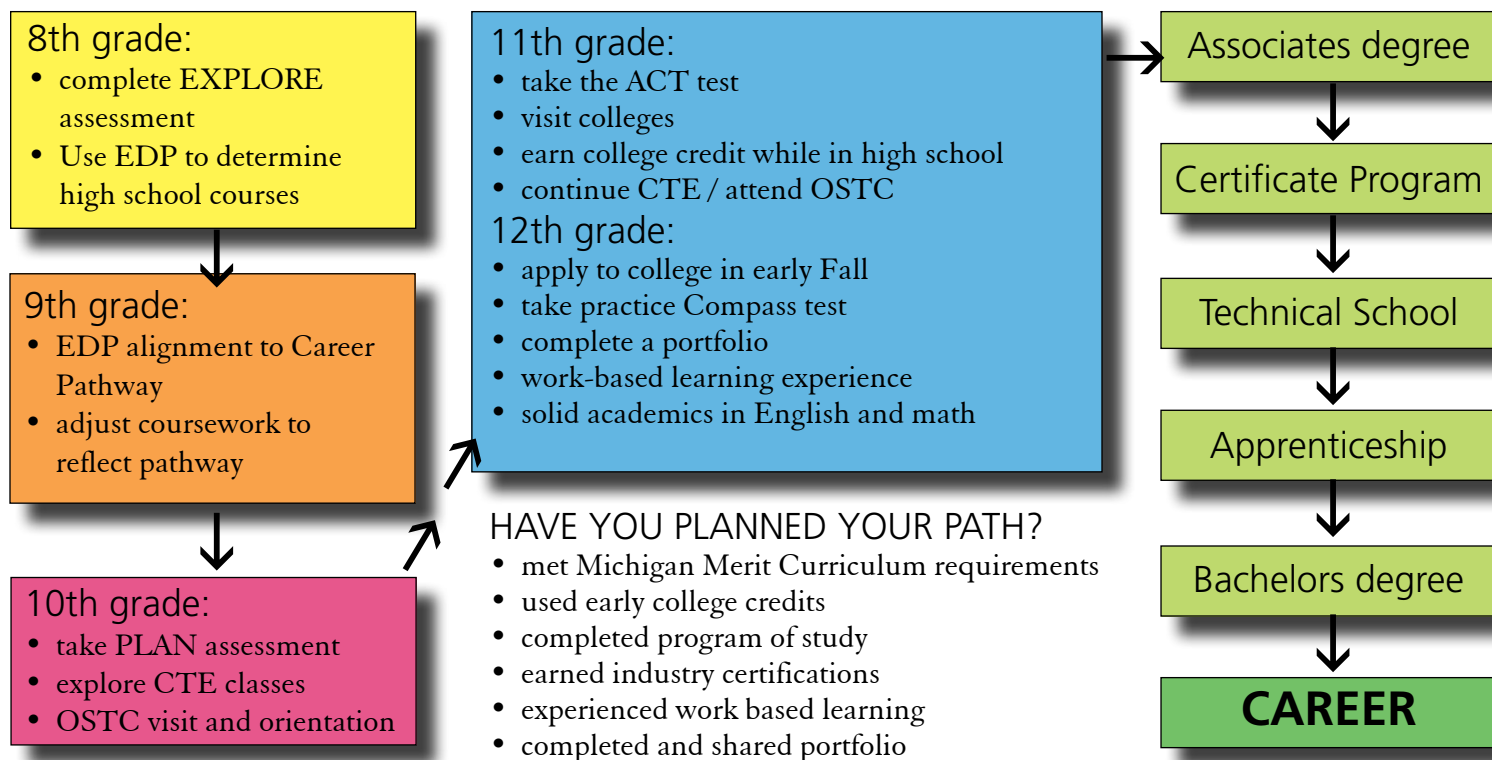 8th grade:
• complete EXPLORE
assessment
• Use EDP to determine
high school courses
9th grade:
• EDP alignment to Career
Pathway
• adjust coursework to
reflect pathway
10th grade:
• take PLAN assessment
• explore CTE classes
• OSTC visit and orientation
11th grade:
• take the ACT test
• visit colleges
• earn college credit while in high school
• continue CTE / attend OSTC
12th grade:
• apply to college in early Fall
• take practice Compass test
• complete a portfolio
• work-based learning experience
• solid academics in English and math
HAVE YOU PLANNED YOUR PATH?
• met Michigan Merit Curriculum requirements
• used early college credits
• completed program of study
• earned industry certifications
• experienced work based learning
• completed and shared portfolio
Associates degree
Certificate Program
Technical School
Apprenticeship
Bachelors degree
CAREER